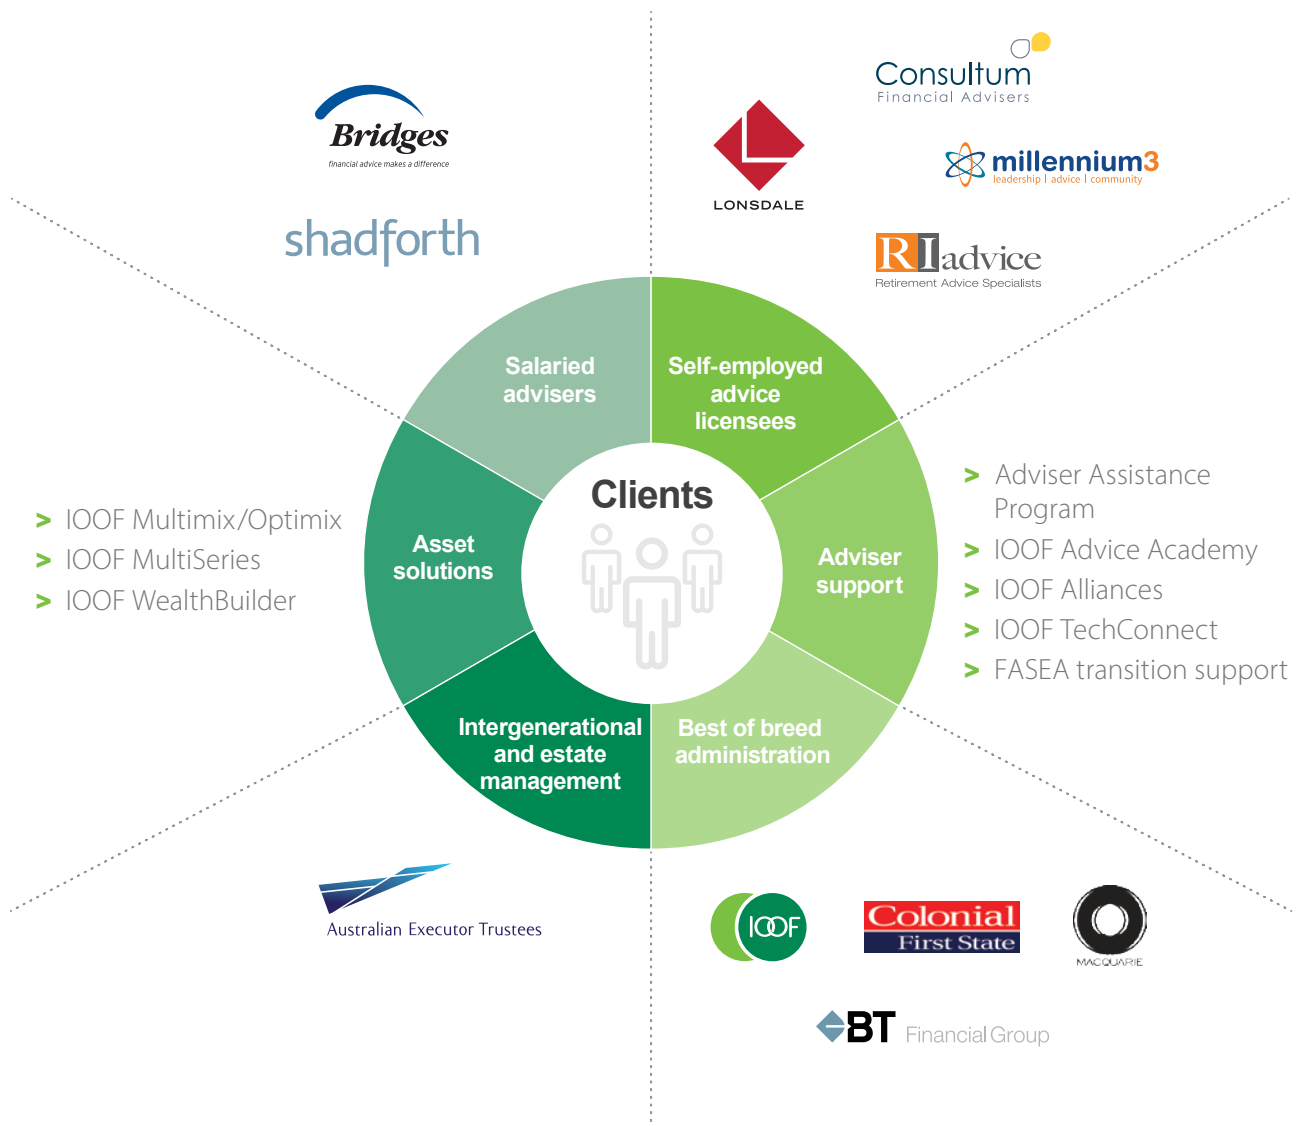 Bridges
financial advice makes a difference
shadforth
LONSDALE
Consultum
Financial Advisers
millennium3
leadership | advice | community
RI advice
Retirement Advice Specialists
Salaried
advisers
Self-employed
advice
licensees
Clients
Asset
solutions
Adviser
support
Intergenerational
and estate
management
Best of breed
administration
> IOOF Multimix/Optimix
> IOOF MultiSeries
> IOOF WealthBuilder
> Adviser Assistance
Program
> IOOF Advice Academy
> IOOF Alliances
> IOOF TechConnect
> FASEA transition support
Australian Executor Trustees
IOOF
Colonial
First State
MACQUARIE
BT Financial Group